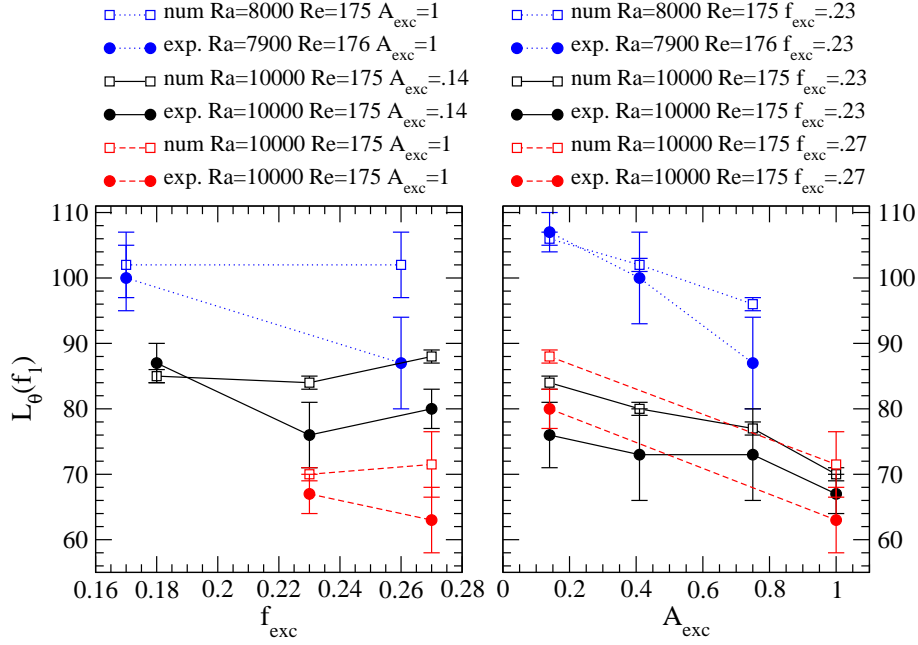 num Ra=8000 Re=175 A_exc=1
exp. Ra=7900 Re=176 A_exc=1
num Ra=10000 Re=175 A_exc=.14
exp. Ra=10000 Re=175 A_exc=.14
num Ra=10000 Re=175 A_exc=1
exp. Ra=10000 Re=175 A_exc=1
num Ra=8000 Re=175 f_exc=.23
exp. Ra=7900 Re=176 f_exc=.23
num Ra=10000 Re=175 f_exc=.23
exp. Ra=10000 Re=175 f_exc=.23
num Ra=10000 Re=175 f_exc=.27
exp. Ra=10000 Re=175 f_exc=.27
L_θ(f_1)
110
100
90
80
70
60
0.16 0.18 0.20 0.22 0.24 0.26 0.28
f_exc
110
100
90
80
70
60
0 0.2 0.4 0.6 0.8 1
A_exc